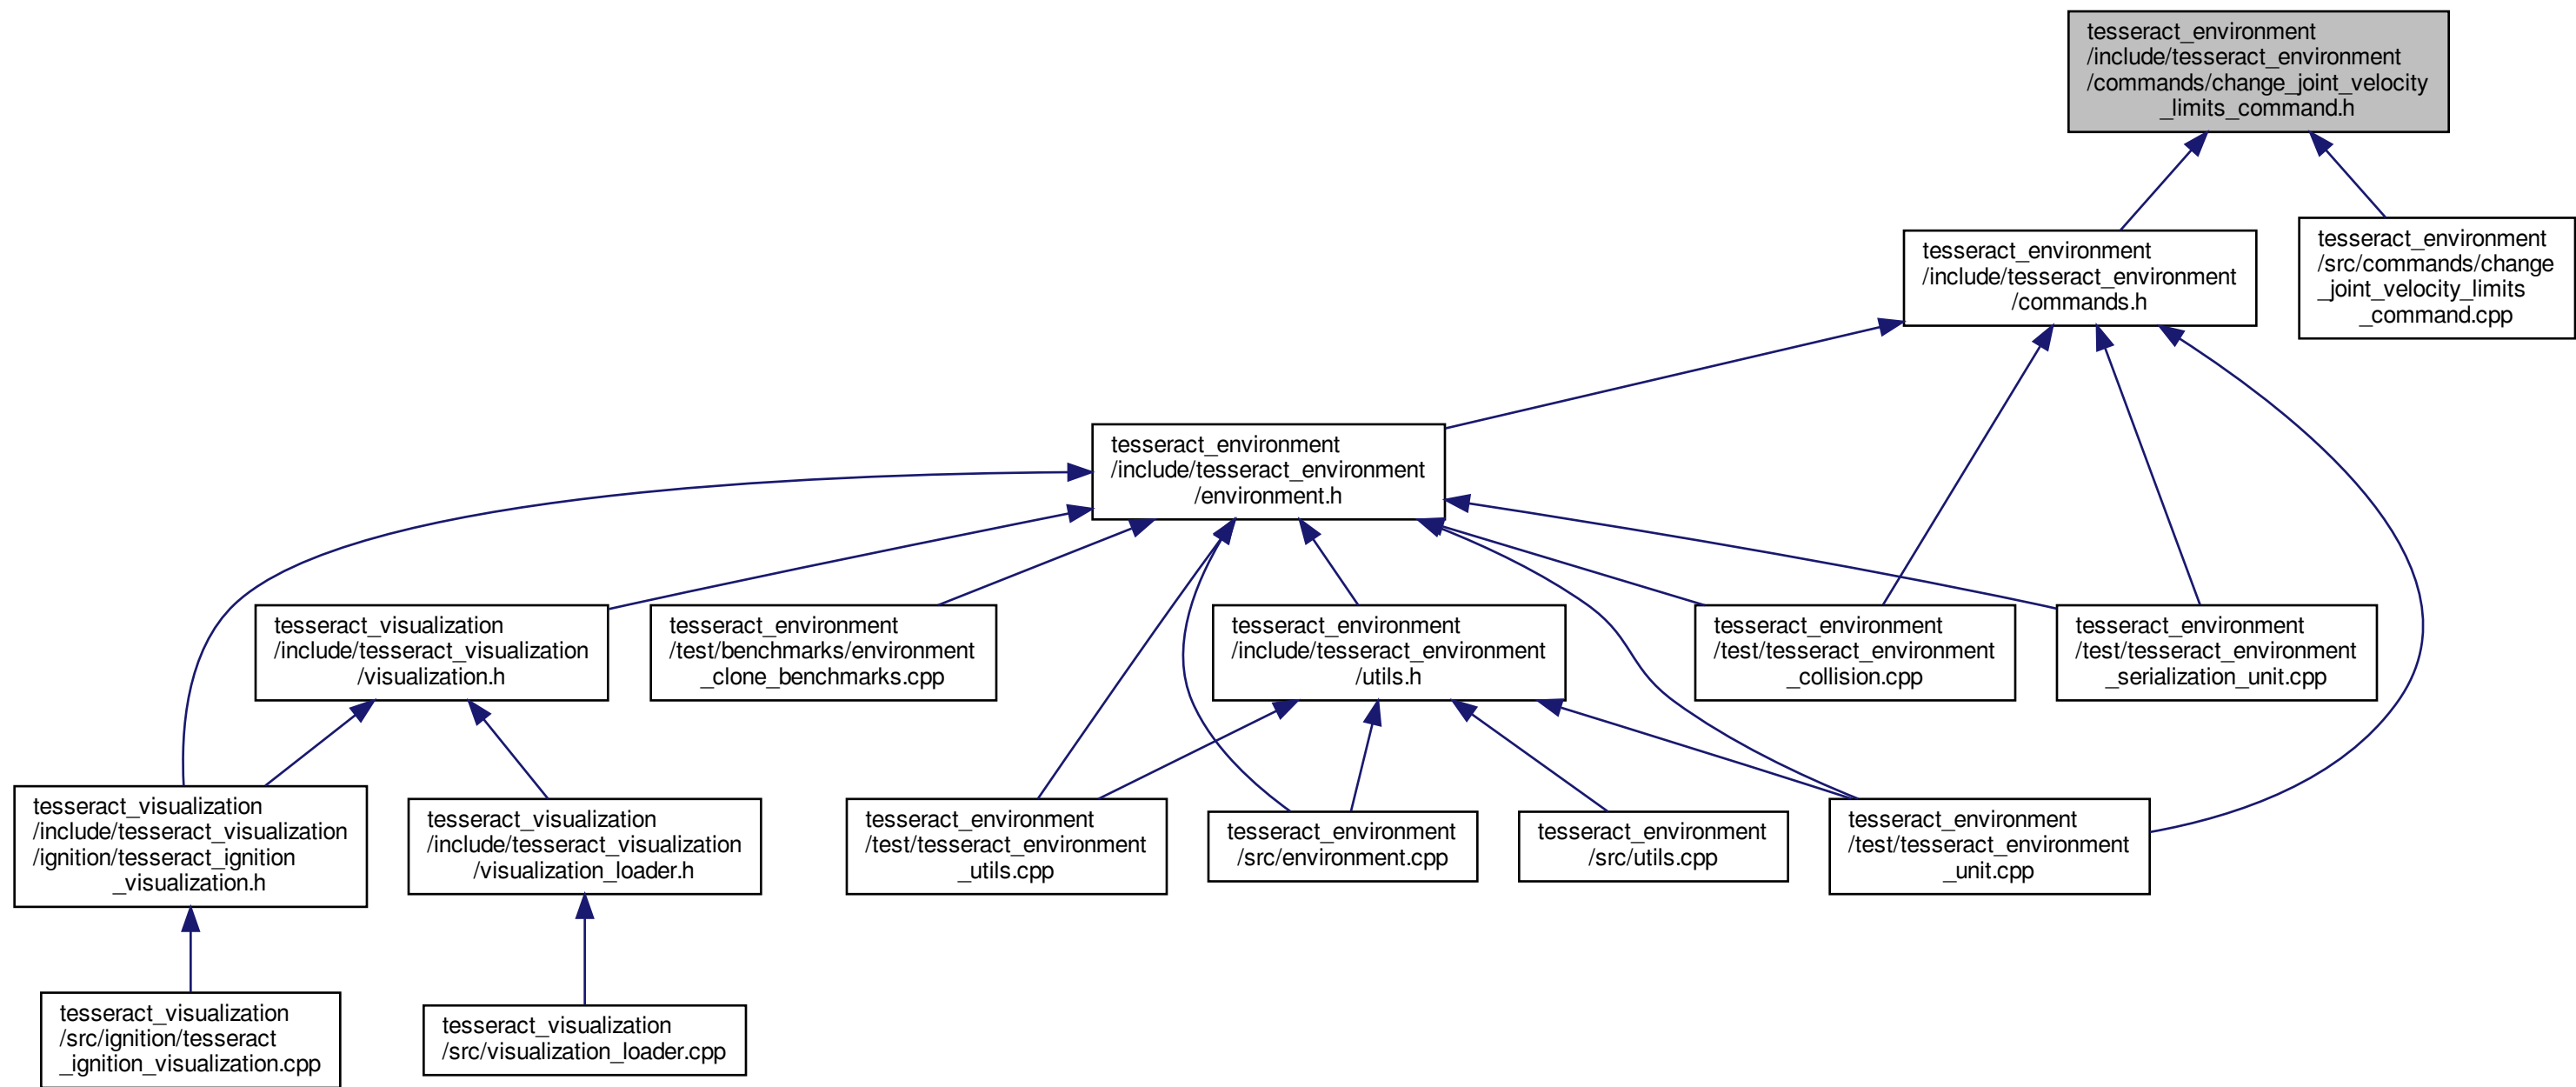 tesseract_environment
/include/tesseract_environment
/commands/change_joint_velocity
_limits_command.h
tesseract_environment
/include/tesseract_environment
/commands.h
tesseract_environment
/src/commands/change
_joint_velocity_limits
_command.cpp
tesseract_environment
/include/tesseract_environment
/environment.h
tesseract_visualization
/include/tesseract_visualization
/visualization.h
tesseract_environment
/test/benchmarks/environment
_clone_benchmarks.cpp
tesseract_environment
/include/tesseract_environment
/utils.h
tesseract_environment
/test/tesseract_environment
_collision.cpp
tesseract_environment
/test/tesseract_environment
_serialization_unit.cpp
tesseract_visualization
/include/tesseract_visualization
/ignition/tesseract_ignition
_visualization.h
tesseract_visualization
/include/tesseract_visualization
/visualization_loader.h
tesseract_environment
/test/tesseract_environment
_utils.cpp
tesseract_environment
/src/environment.cpp
tesseract_environment
/src/utils.cpp
tesseract_environment
/test/tesseract_environment
_unit.cpp
tesseract_visualization
/src/ignition/tesseract
_ignition_visualization.cpp
tesseract_visualization
/src/visualization_loader.cpp